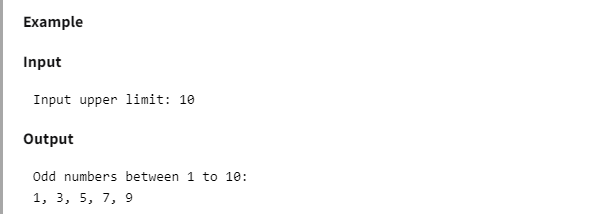 Example
Input
Input upper limit: 10
Output
Odd numbers between 1 to 10:
1, 3, 5, 7, 9